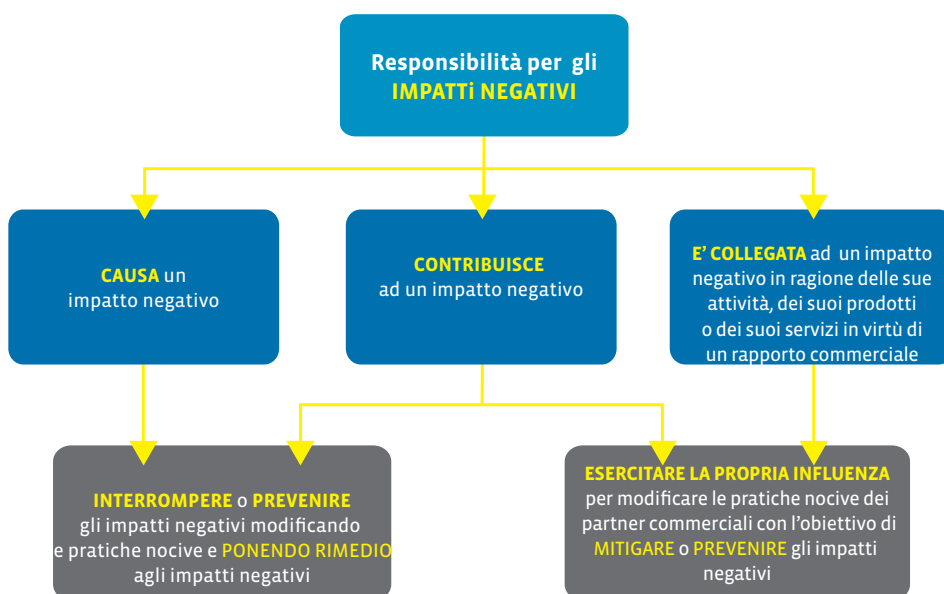 Responsibilità per gli
IMPATTi NEGATIVI
CAUSA un
impatto negativo
CONTRIBUISCE
ad un impatto negativo
E' COLLEGATA ad un impatto
negativo in ragione delle sue
attività, dei suoi prodotti
o dei suoi servizi in virtù di
un rapporto commerciale
INTERROMPERE o PREVENIRE
gli impatti negativi modificando
e pratiche nocive e PONENDO RIMEDIO
agli impatti negativi
ESERCITARE LA PROPRIA INFLUENZA
per modificare le pratiche nocive dei
partner commerciali con l'obiettivo di
MITIGARE o PREVENIRE gli impatti
negativi